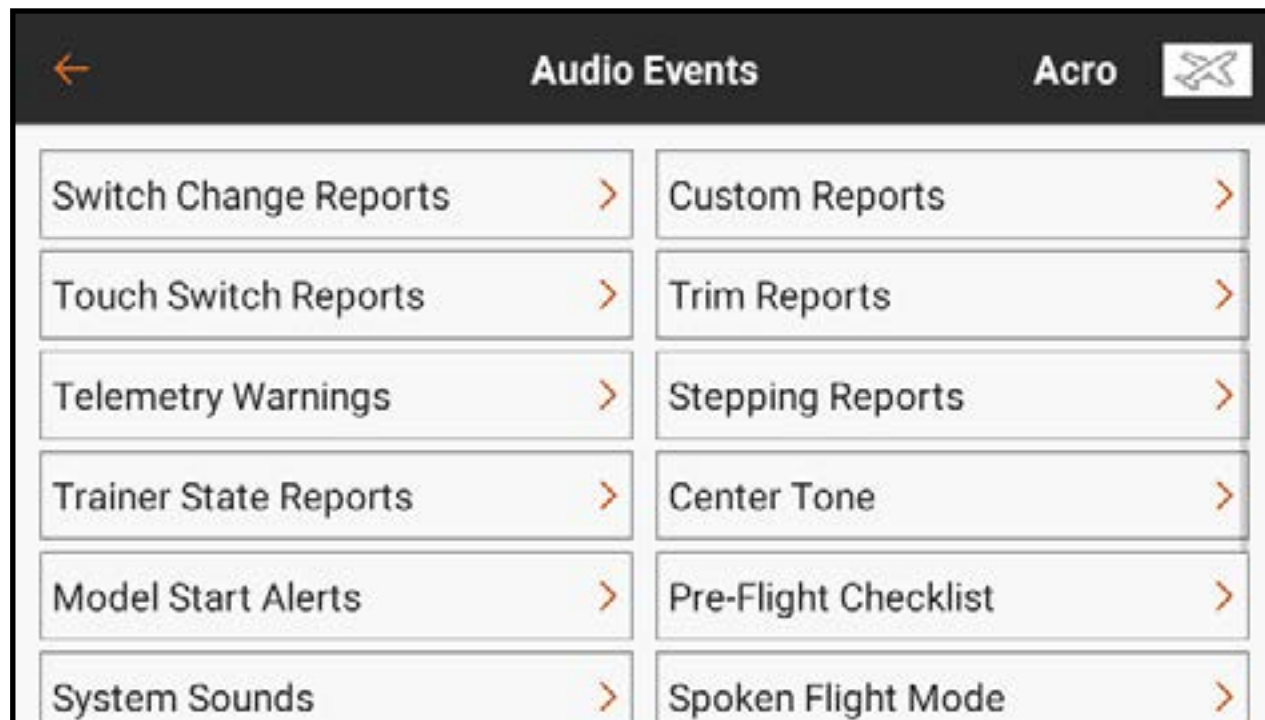 Audio Events Acro
Switch Change Reports
Custom Reports
Touch Switch Reports
Trim Reports
Telemetry Warnings
Stepping Reports
Trainer State Reports
Center Tone
Model Start Alerts
Pre-Flight Checklist
System Sounds
Spoken Flight Mode